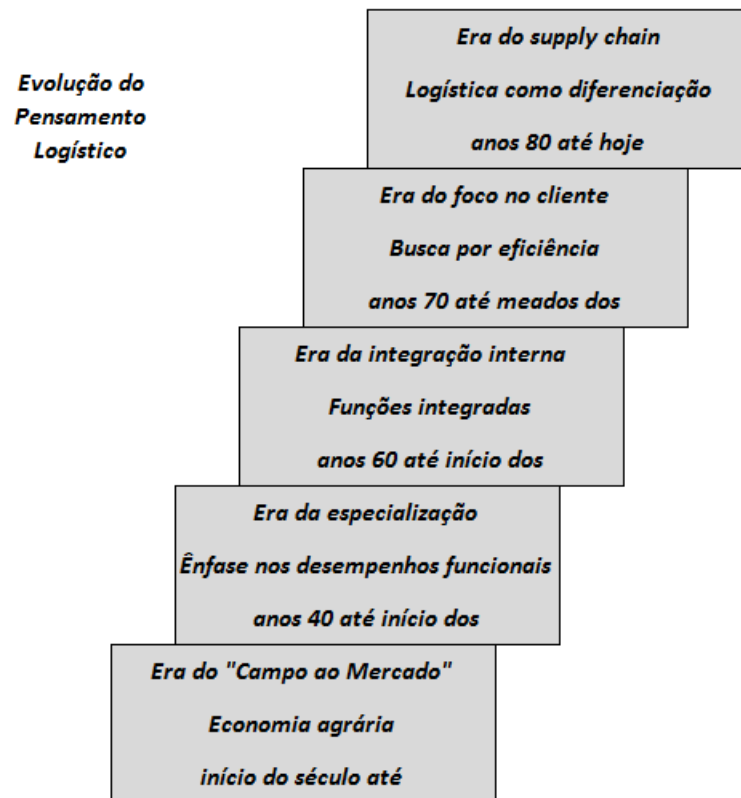 Evolução do
Pensamento
Logístico
Era do supply chain
Logística como diferenciação
anos 80 até hoje
Era do foco no cliente
Busca por eficiência
anos 70 até meados dos
Era da integração interna
Funções integradas
anos 60 até início dos
Era da especialização
Ênfase nos desempenhos funcionais
anos 40 até início dos
Era do "Campo ao Mercado"
Economia agrária
início do século até